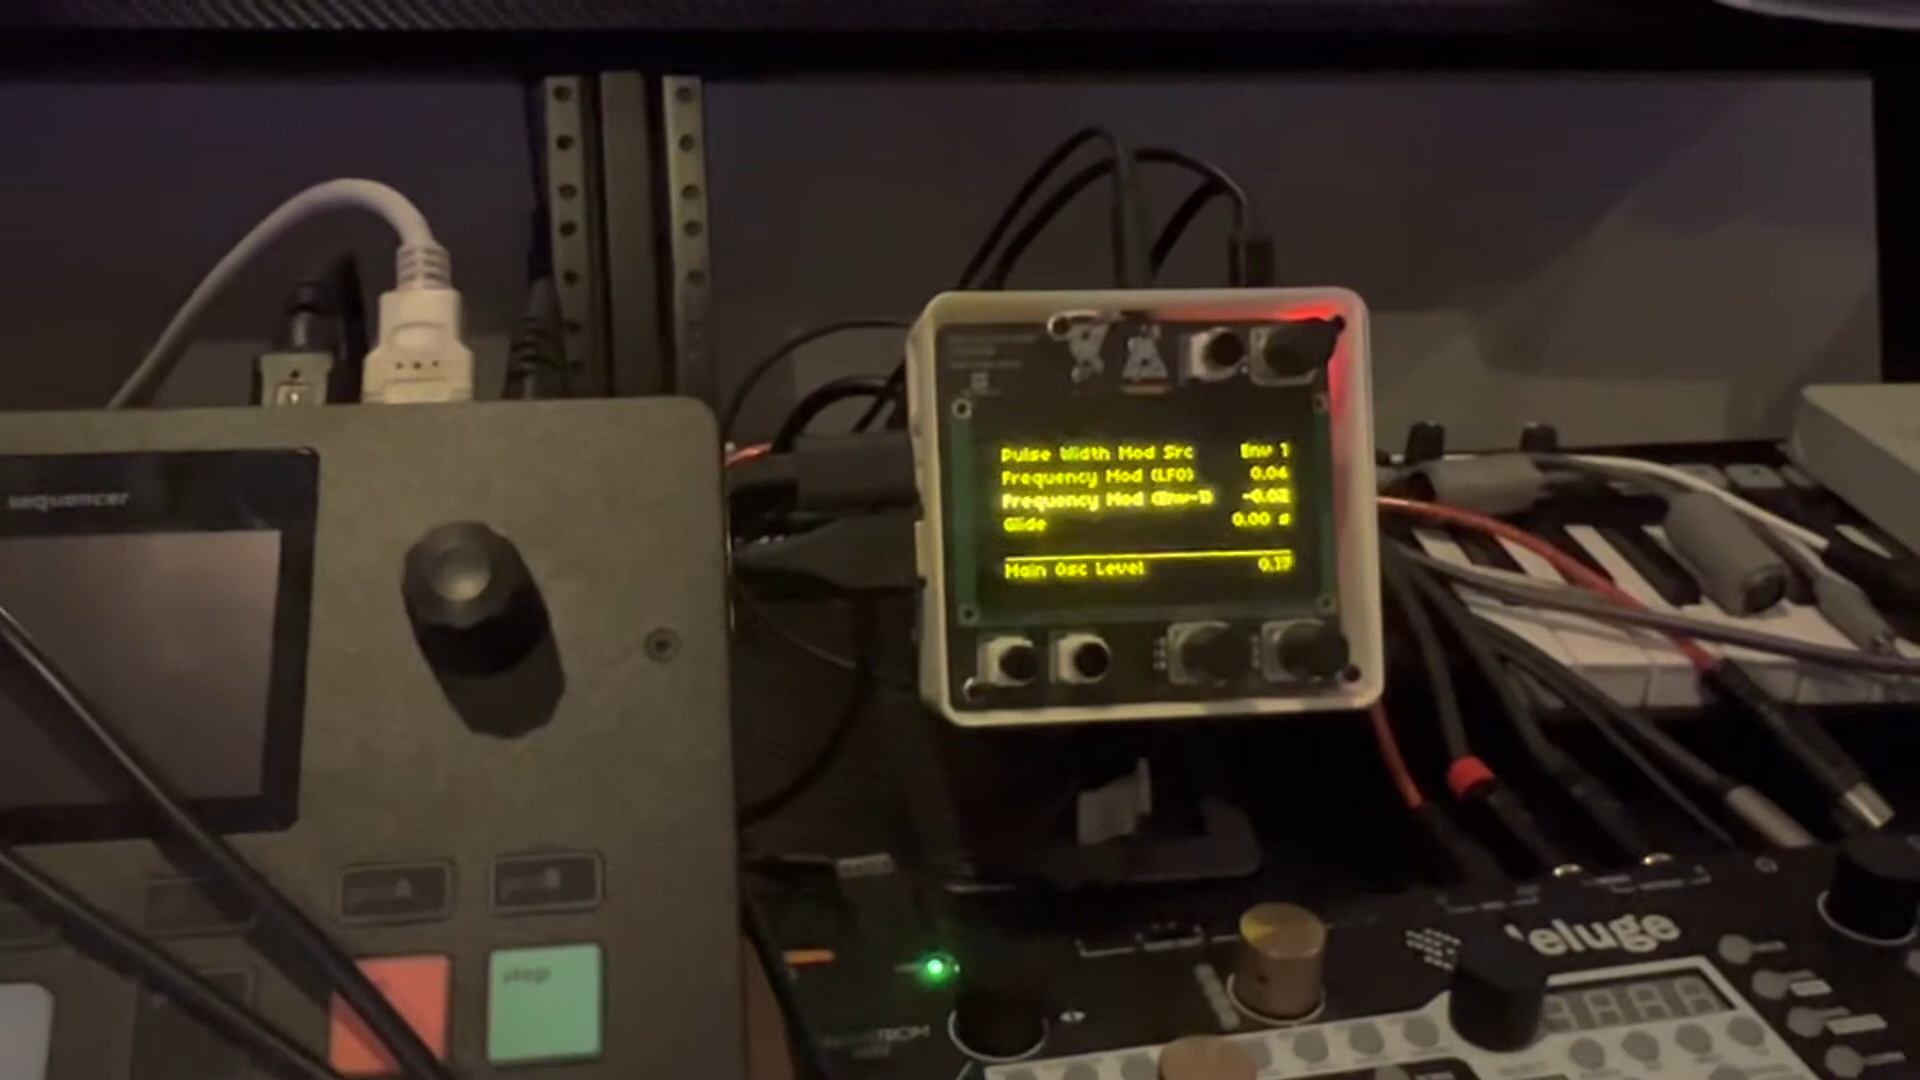 sequencer
Pulse Width Mod Src Env 1
Frequency Mod (LFO) 0.04
Frequency Mod (Env-1) -0.02
Glide 0.00 s
Main Osc Level 0.17
eluge